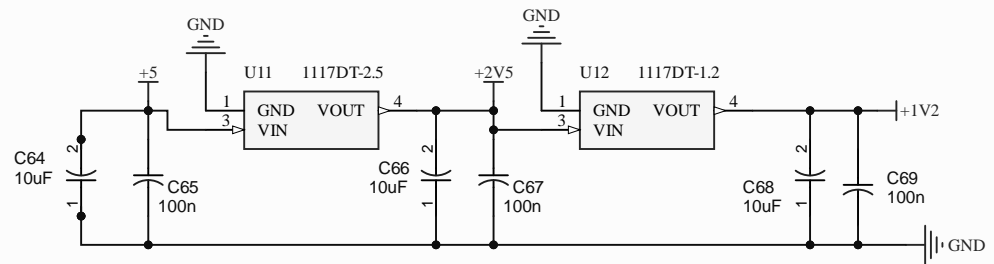 GND
GND
+5
U11
1117DT-2.5
+2V5
U12
1117DT-1.2
1
GND
VOUT
4
3
VIN
1
GND
VOUT
4
3
VIN
+1V2
C64
10uF
2
1
C65
100n
C66
10uF
2
1
C67
100n
C68
10uF
2
1
C69
100n
GND